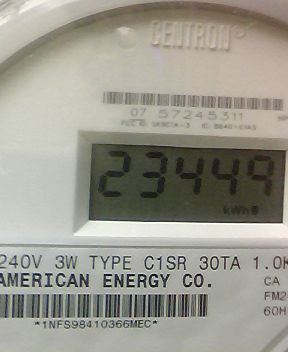 CENTRON®
07 57245311
23449
kWh
240V 3W TYPE C1SR 30TA 1.0K
AMERICAN ENERGY CO.
CA
FM2
60H
*1NFS98410366MEC*